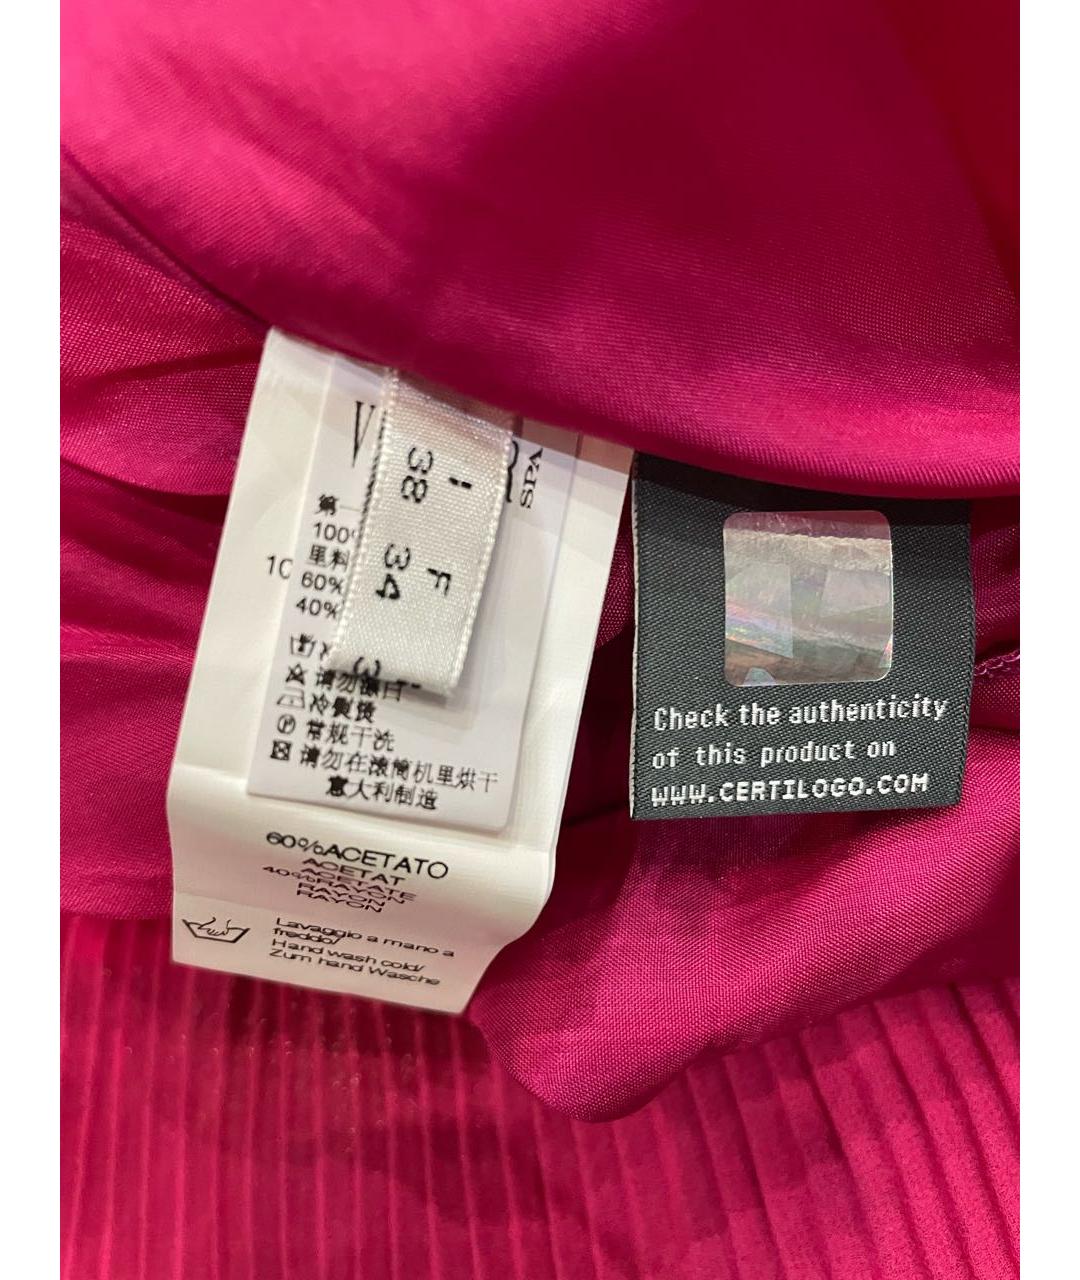 I
38
F
34
SPA
第一
100%
里料
10
60%
40%
请勿漂白
冷熨烫
常规干洗
请勿在滚筒机里烘干
意大利制造
60%ACETATO
ACETAT
ACETATE
40%RAYON
RAYON
RAYON
Lavaggio a mano a
freddo/
Hand wash cold/
Zum hand Wasche
Check the authenticity
of this product on
WWW.CERTILOGO.COM